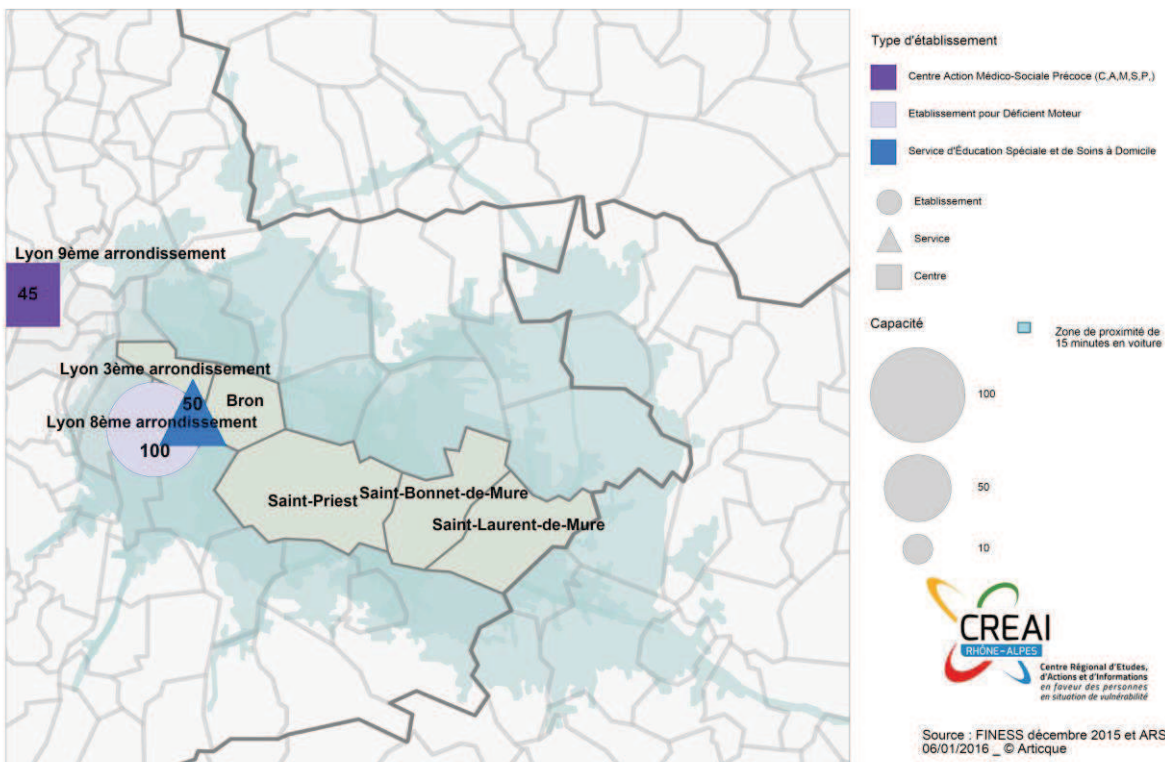 Lyon 9ème arrondissement
45
Lyon 3ème arrondissement
50
Bron
Lyon 8ème arrondissement
100
Saint-Priest
Saint-Bonnet-de-Mure
Saint-Laurent-de-Mure
Type d'établissement
Centre Action Médico-Sociale Précoce (C,A,M,S,P,)
Etablissement pour Déficient Moteur
Service d'Éducation Spéciale et de Soins à Domicile
Etablissement
Service
Centre
Capacité
Zone de proximité de
15 minutes en voiture
100
50
10
CREAI
RHÔNE-ALPES
Centre Régional d'Etudes,
d'Actions et d'Informations
en faveur des personnes
en situation de vulnérabilité
Source : FINESS décembre 2015 et ARS
06/01/2016 _ © Articque